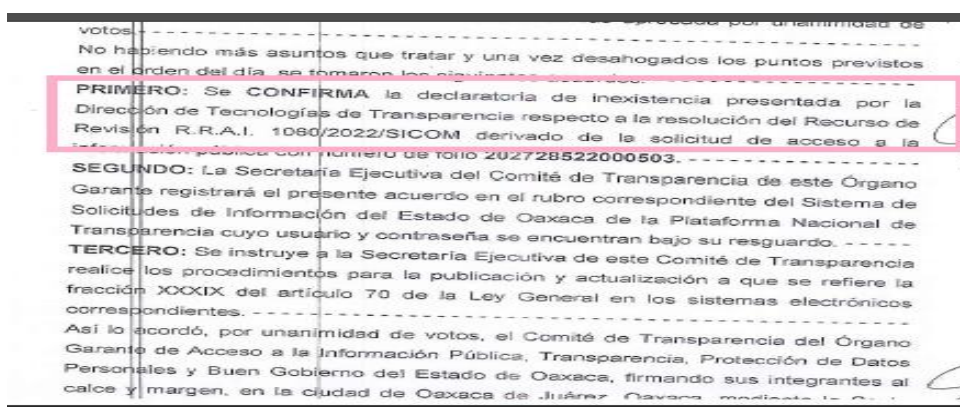 aprobada por unanimidad de
votos.- - - - - - - - - - - - - - - - - - - - - - - - - - - - - - - - - - - - - - - -
No habiendo más asuntos que tratar y una vez desahogados los puntos previstos
en el orden del día, se tomaron los siguientes acuerdos. - - - - - - - - - - - - - - - - -
PRIMERO: Se CONFIRMA la declaratoria de inexistencia presentada por la
Dirección de Tecnologías de Transparencia respecto a la resolución del Recurso de
Revisión R.R.A.I. 1060/2022/SICOM derivado de la solicitud de acceso a la
información pública con número de folio 202728522000503. - - - - - - - - - - - - - -
SEGUNDO: La Secretaría Ejecutiva del Comité de Transparencia de este Órgano
Garante registrará el presente acuerdo en el rubro correspondiente del Sistema de
Solicitudes de Información del Estado de Oaxaca de la Plataforma Nacional de
Transparencia cuyo usuario y contraseña se encuentran bajo su resguardo. - - - - -
TERCERO: Se instruye a la Secretaría Ejecutiva de este Comité de Transparencia
realice los procedimientos para la publicación y actualización a que se refiere la
fracción XXXIX del artículo 70 de la Ley General en los sistemas electrónicos
correspondientes. - - - - - - - - - - - - - - - - - - - - - - - - - - - - - - - - - - -
Así lo acordó, por unanimidad de votos, el Comité de Transparencia del Órgano
Garante de Acceso a la Información Pública, Transparencia, Protección de Datos
Personales y Buen Gobierno del Estado de Oaxaca, firmando sus integrantes al
calce y margen, en la ciudad de Oaxaca de Juárez, Oaxaca, mediante la